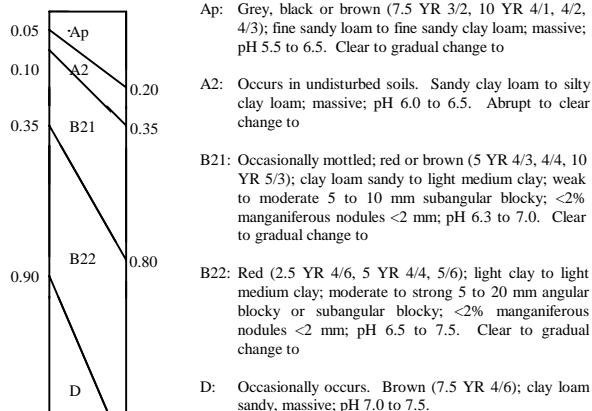 0.05
Ap
0.10
A2
0.20
0.35
B21
0.35
B22
0.80
0.90
D
Ap: Grey, black or brown (7.5 YR 3/2, 10 YR 4/1, 4/2,
4/3); fine sandy loam to fine sandy clay loam; massive;
pH 5.5 to 6.5. Clear to gradual change to
A2: Occurs in undisturbed soils. Sandy clay loam to silty
clay loam; massive; pH 6.0 to 6.5. Abrupt to clear
change to
B21: Occasionally mottled; red or brown (5 YR 4/3, 4/4, 10
YR 5/3); clay loam sandy to light medium clay; weak
to moderate 5 to 10 mm subangular blocky; <2%
manganiferous nodules <2 mm; pH 6.3 to 7.0. Clear
to gradual change to
B22: Red (2.5 YR 4/6, 5 YR 4/4, 5/6); light clay to light
medium clay; moderate to strong 5 to 20 mm angular
blocky or subangular blocky; <2% manganiferous
nodules <2 mm; pH 6.5 to 7.5. Clear to gradual
change to
D: Occasionally occurs. Brown (7.5 YR 4/6); clay loam
sandy, massive; pH 7.0 to 7.5.